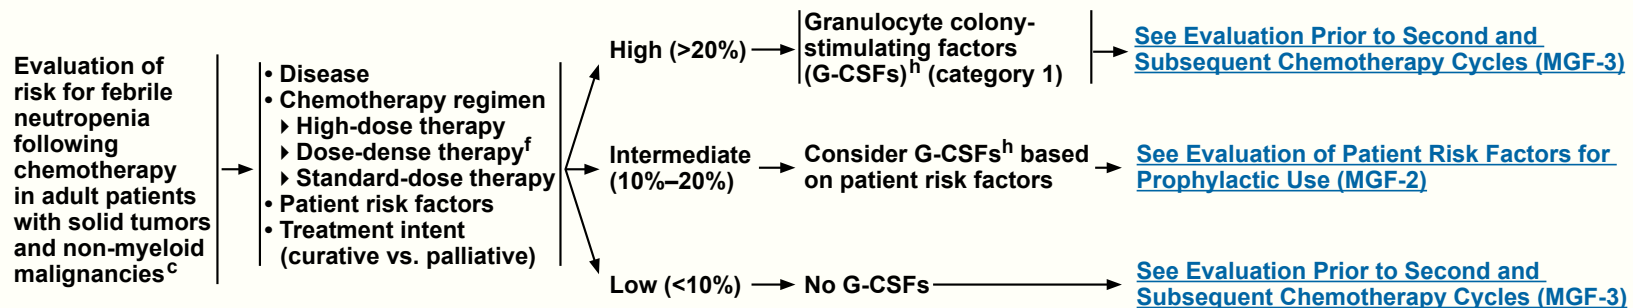 Evaluation of
risk for febrile
neutropenia
following
chemotherapy
in adult patients
with solid tumors
and non-myeloid
malignanciesᶜ
• Disease
• Chemotherapy regimen
▸ High-dose therapy
▸ Dose-dense therapyᶠ
▸ Standard-dose therapy
• Patient risk factors
• Treatment intent
(curative vs. palliative)
High (>20%)
Granulocyte colony-
stimulating factors
(G-CSFs)ʰ (category 1)
See Evaluation Prior to Second and
Subsequent Chemotherapy Cycles (MGF-3)
Intermediate
(10%–20%)
Consider G-CSFsʰ based
on patient risk factors
See Evaluation of Patient Risk Factors for
Prophylactic Use (MGF-2)
Low (<10%)
No G-CSFs
See Evaluation Prior to Second and
Subsequent Chemotherapy Cycles (MGF-3)